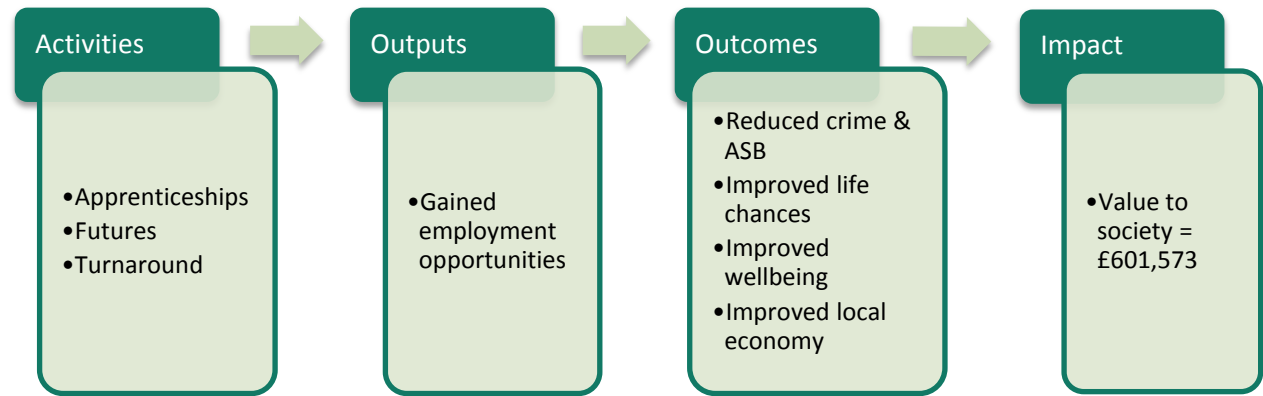 Activities
•Apprenticeships
•Futures
•Turnaround
Outputs
•Gained
employment
opportunities
Outcomes
•Reduced crime &
ASB
•Improved life
chances
•Improved
wellbeing
•Improved local
economy
Impact
•Value to
society =
£601,573